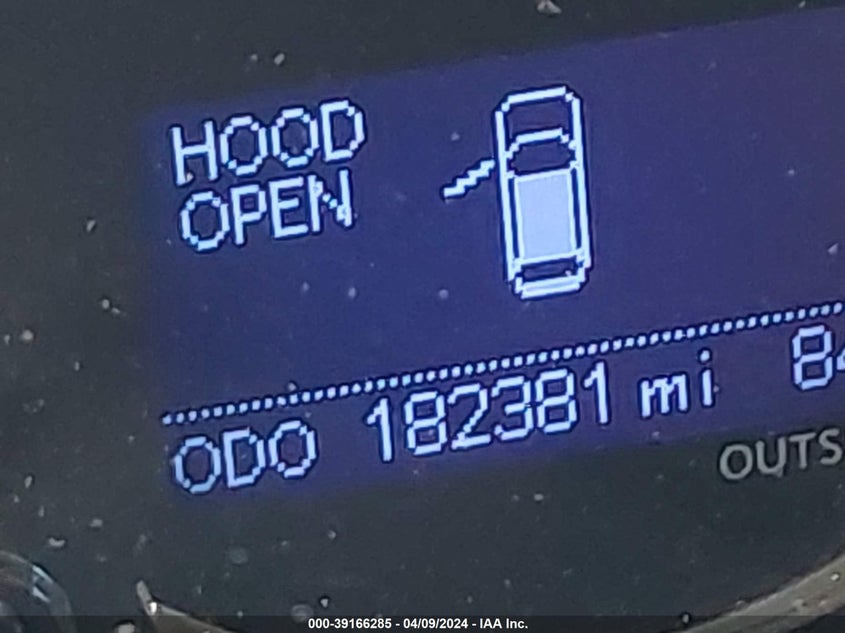 HOOD
OPEN
ODO 182381 mi
OUTS
000-39166285 - 04/09/2024 - IAA Inc.